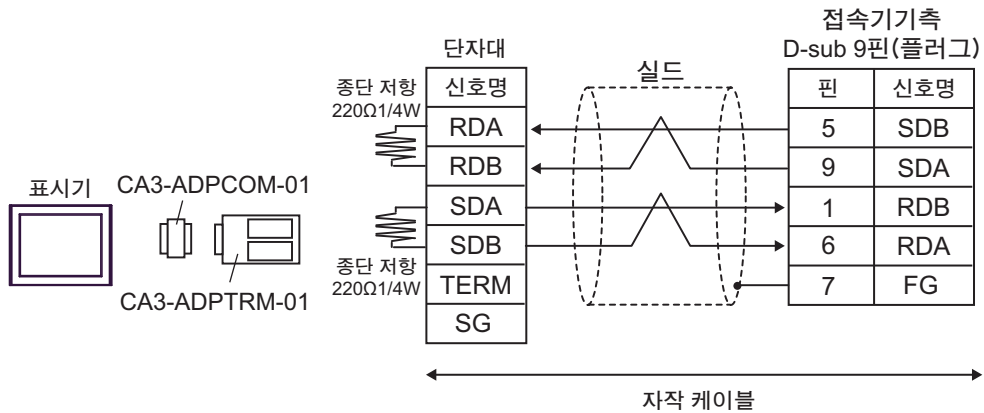 접속기기측
단자대
D-sub 9핀(플러그)
종단 저항
220Ω1/4W
신호명
실드
핀 신호명
RDA
5 SDB
RDB
9 SDA
표시기
CA3-ADPCOM-01
SDA
1 RDB
SDB
6 RDA
종단 저항
220Ω1/4W
TERM
7 FG
CA3-ADPTRM-01
SG
자작 케이블